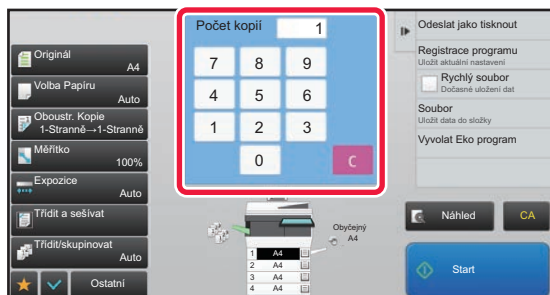 Počet kopií 1
7 8 9
4 5 6
1 2 3
0 C
Originál
A4
Volba Papíru
Auto
Oboustr. Kopie
1-Stranně→1-Stranně
Měřítko
100%
Expozice
Auto
Třídit a sešívat
Třídit/skupinovat
Auto
Ostatní
Obyčejný
A4
1 A4
2 A4
3 A4
4 A4
Odeslat jako tisknout
Registrace programu
Uložit aktuální nastavení
Rychlý soubor
Dočasné uložení dat
Soubor
Uložit data do složky
Vyvolat Eko program
Náhled
CA
Start